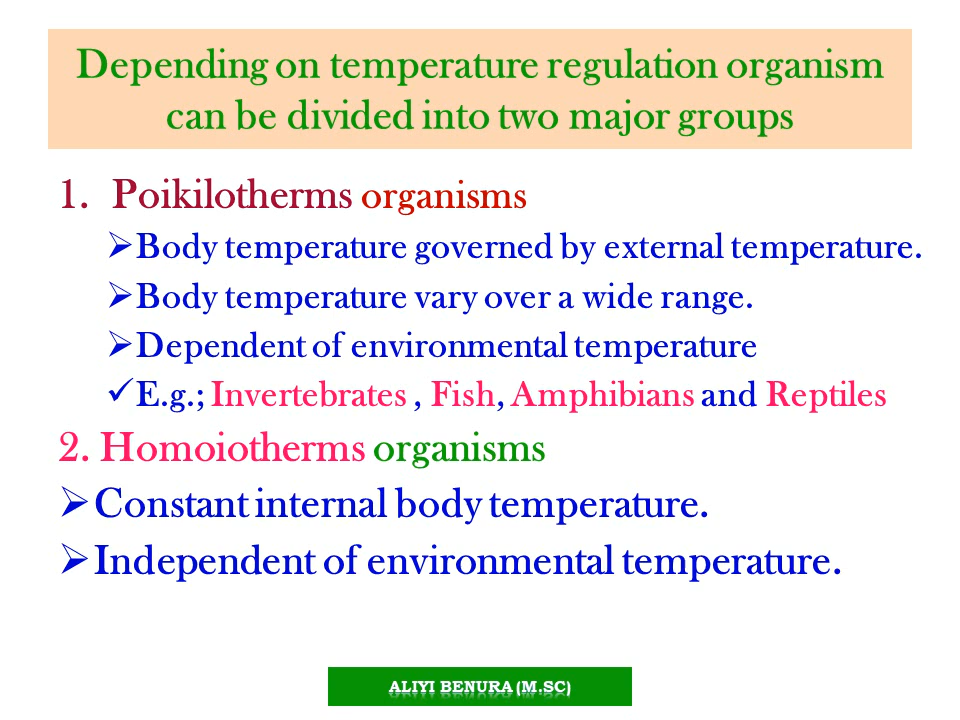 Depending on temperature regulation organism
can be divided into two major groups
1. Poikilotherms organisms
➢Body temperature governed by external temperature.
➢Body temperature vary over a wide range.
➢Dependent of environmental temperature
✓E.g.; Invertebrates , Fish, Amphibians and Reptiles
2. Homoiotherms organisms
➢Constant internal body temperature.
➢Independent of environmental temperature.
ALIYI BENURA (M.SC)